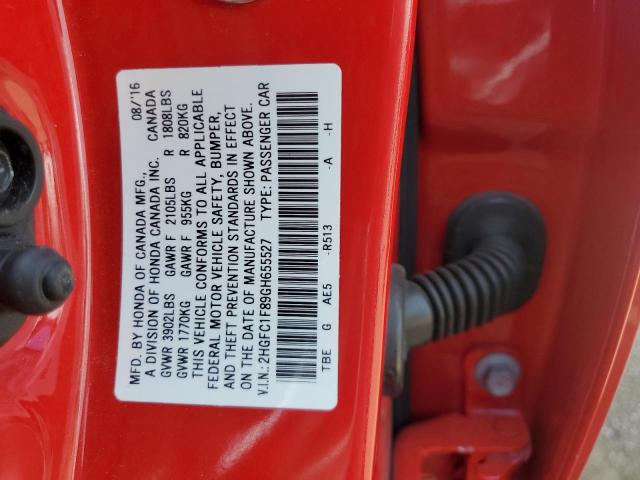 MFD. BY HONDA OF CANADA MFG., 08/'16
A DIVISION OF HONDA CANADA INC. CANADA
GVWR 3902LBS GAWR F 2105LBS R 1808LBS
GVWR 1770KG GAWR F 955KG R 820KG
THIS VEHICLE CONFORMS TO ALL APPLICABLE
FEDERAL MOTOR VEHICLE SAFETY, BUMPER,
AND THEFT PREVENTION STANDARDS IN EFFECT
ON THE DATE OF MANUFACTURE SHOWN ABOVE.
V.I.N.: 2HGFC1F89GH655527 TYPE: PASSENGER CAR
TBE G AE5 -R513 -A -H